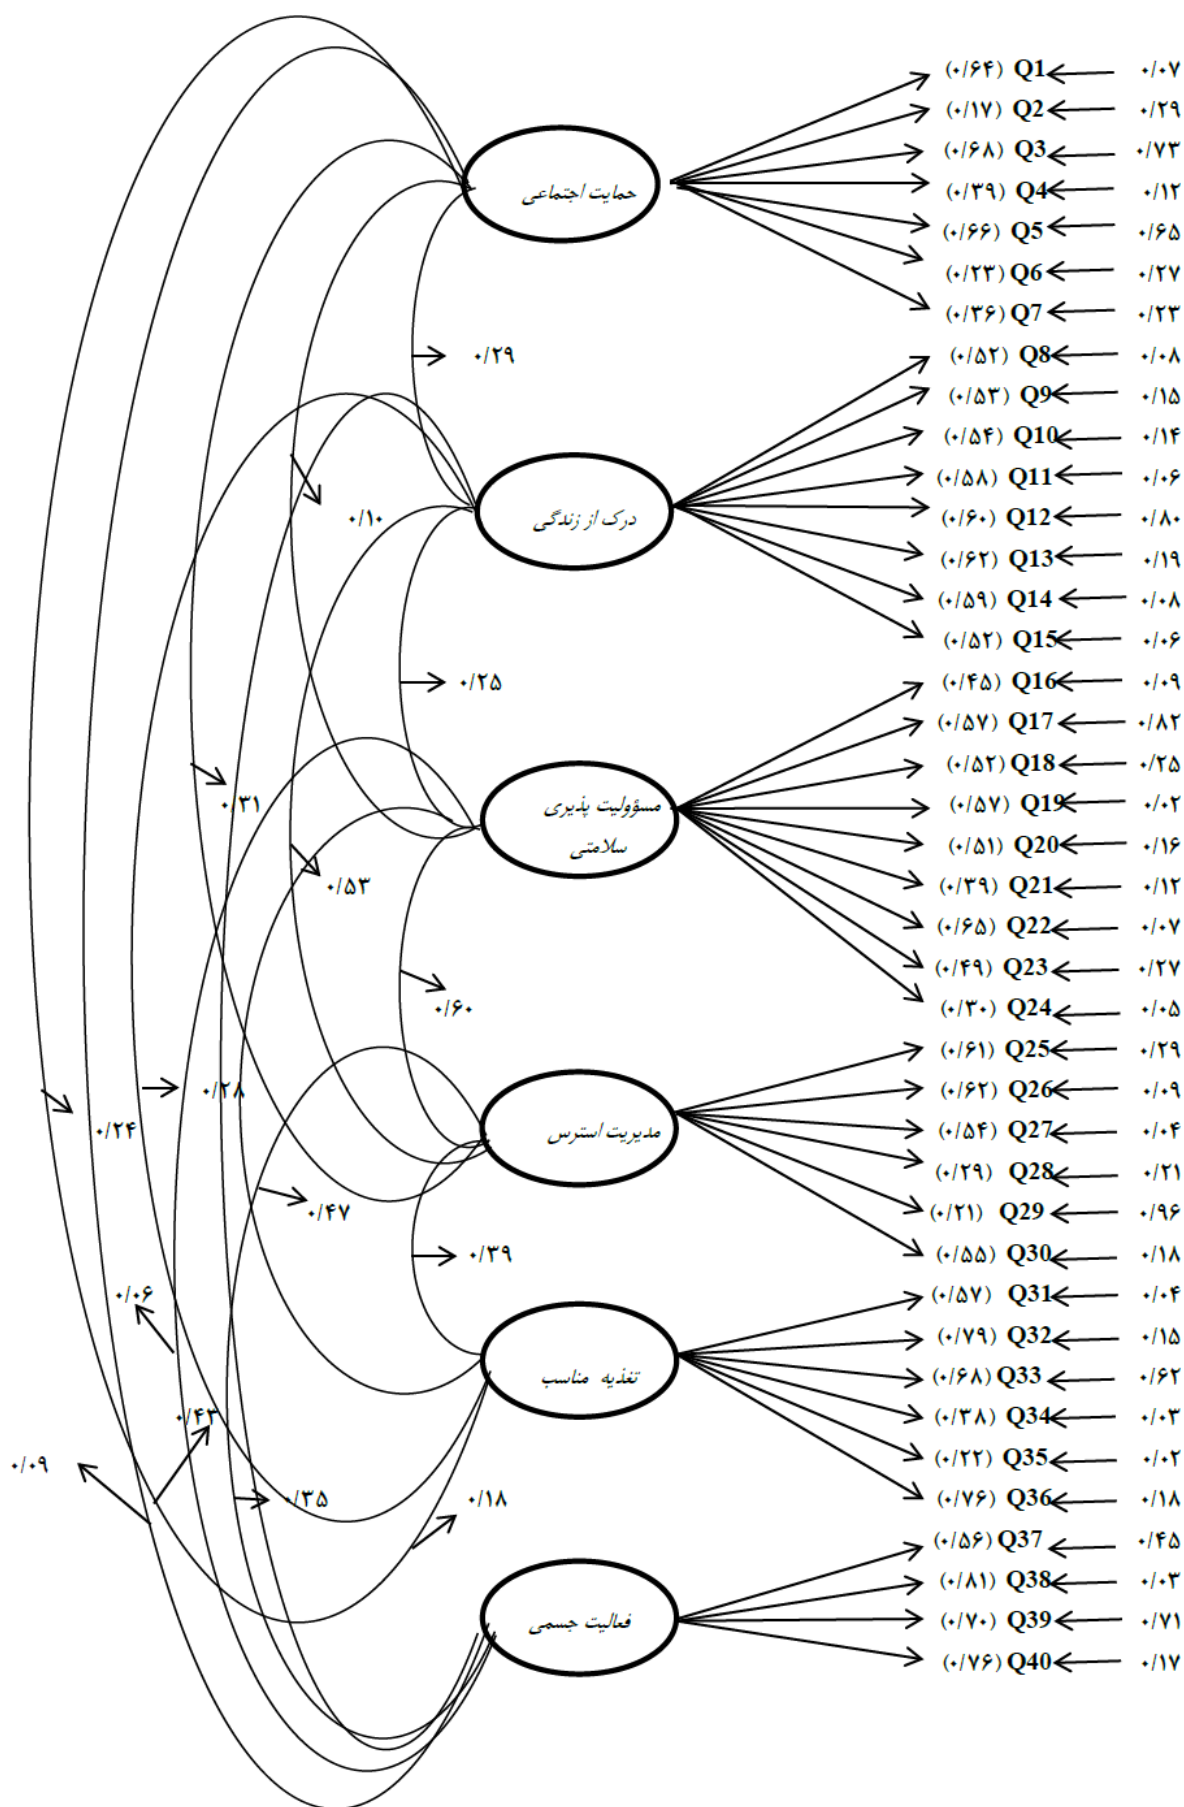 (۰/۶۴) Q1 ۰/۰۷
(۰/۱۷) Q2 ۰/۲۹
(۰/۶۸) Q3 ۰/۷۳
حمایت اجتماعی (۰/۳۹) Q4 ۰/۱۲
(۰/۶۶) Q5 ۰/۶۵
(۰/۲۳) Q6 ۰/۲۷
(۰/۳۶) Q7 ۰/۲۳
۰/۲۹ (۰/۵۲) Q8 ۰/۰۸
(۰/۵۳) Q9 ۰/۱۵
(۰/۵۴) Q10 ۰/۱۴
(۰/۵۸) Q11 ۰/۰۶
۰/۱۰ درک از زندگی (۰/۶۰) Q12 ۰/۸۰
(۰/۶۲) Q13 ۰/۱۹
(۰/۵۹) Q14 ۰/۰۸
(۰/۵۲) Q15 ۰/۰۶
۰/۲۵ (۰/۴۵) Q16 ۰/۰۹
(۰/۵۷) Q17 ۰/۸۲
(۰/۵۲) Q18 ۰/۲۵
۰/۳۱ مسؤولیت پذیری (۰/۵۷) Q19 ۰/۰۲
سلامتی (۰/۵۱) Q20 ۰/۱۶
۰/۵۳ (۰/۳۹) Q21 ۰/۱۲
(۰/۶۵) Q22 ۰/۰۷
(۰/۴۹) Q23 ۰/۲۷
۰/۶۰ (۰/۳۰) Q24 ۰/۰۵
(۰/۶۱) Q25 ۰/۲۹
۰/۲۸ (۰/۶۲) Q26 ۰/۰۹
۰/۲۴ مدیریت استرس (۰/۵۴) Q27 ۰/۰۴
(۰/۲۹) Q28 ۰/۲۱
۰/۴۷ (۰/۲۱) Q29 ۰/۹۶
۰/۳۹ (۰/۵۵) Q30 ۰/۱۸
۰/۰۶ (۰/۵۷) Q31 ۰/۰۴
(۰/۷۹) Q32 ۰/۱۵
تغذیه مناسب (۰/۶۸) Q33 ۰/۶۲
۰/۴۳ (۰/۳۸) Q34 ۰/۰۳
۰/۰۹ (۰/۲۲) Q35 ۰/۰۲
۰/۳۵ ۰/۱۸ (۰/۷۶) Q36 ۰/۱۸
(۰/۵۶) Q37 ۰/۴۵
(۰/۸۱) Q38 ۰/۰۳
فعالیت جسمی (۰/۷۰) Q39 ۰/۷۱
(۰/۷۶) Q40 ۰/۱۷